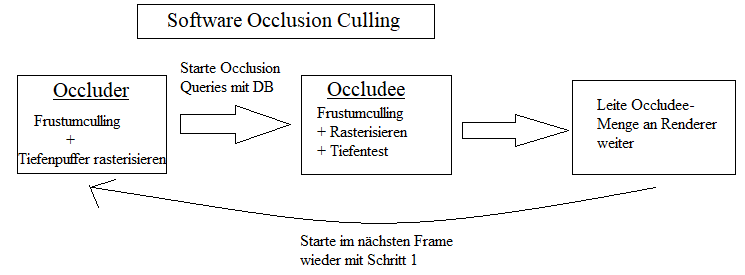 Software Occlusion Culling
Occluder
Frustumculling
+
Tiefenpuffer rasterisieren
Starte Occlusion
Queries mit DB
Occludee
Frustumculling
+ Rasterisieren
+ Tiefentest
Leite Occludee-
Menge an Renderer
weiter
Starte im nächsten Frame
wieder mit Schritt 1